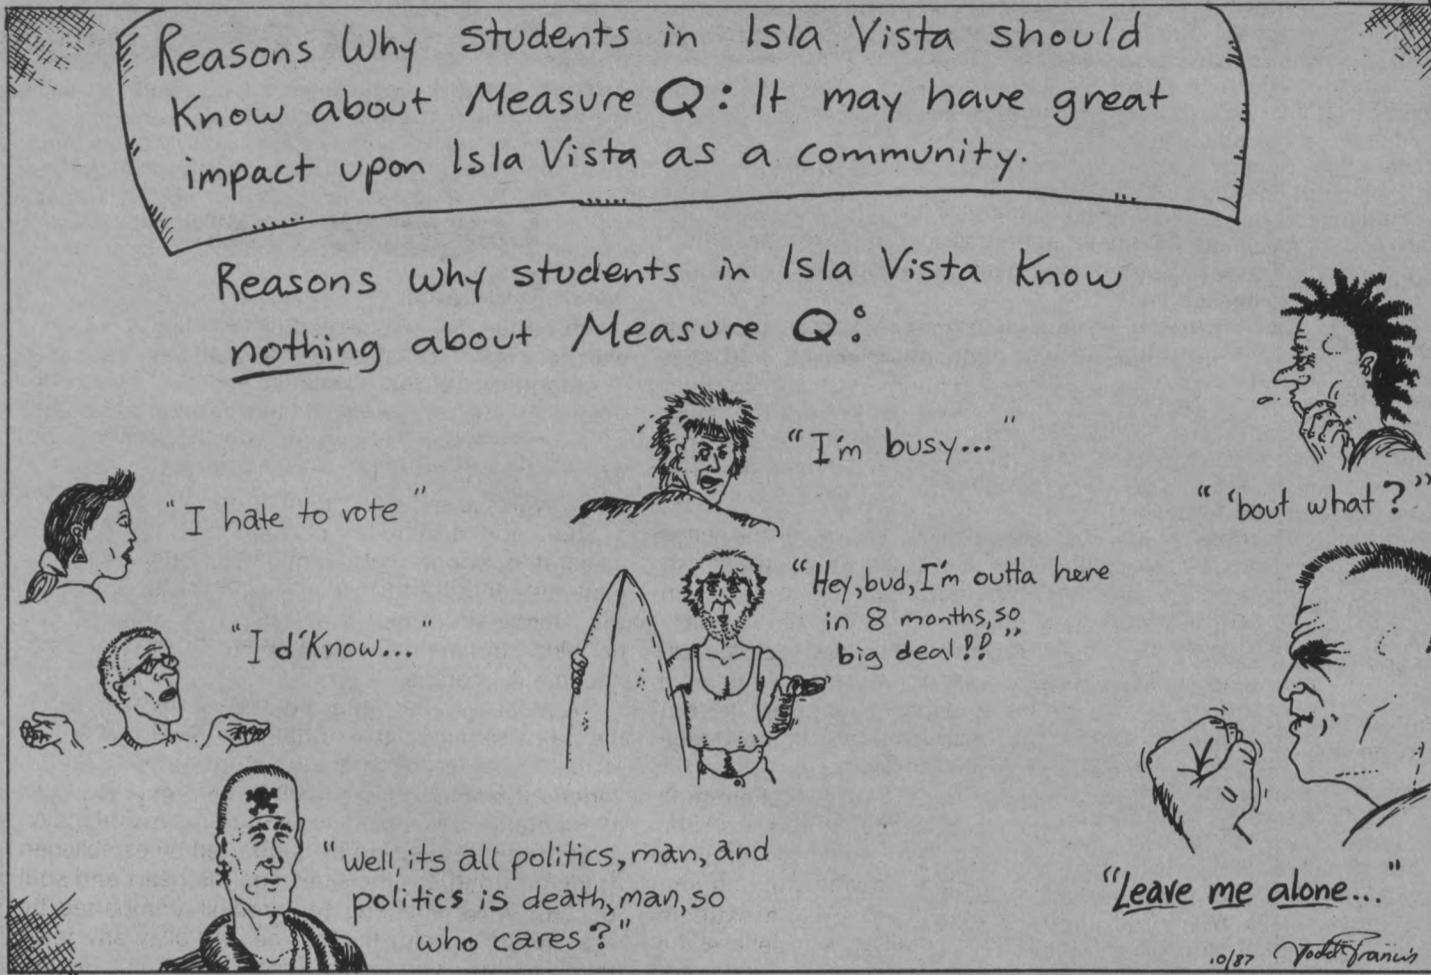 Reasons Why students in Isla Vista should
Know about Measure Q: It may have great
impact upon Isla Vista as a community.
Reasons why students in Isla Vista Know
nothing about Measure Q:
"I'm busy..."
"'bout what?"
"I hate to vote"
"Hey, bud, I'm outta here
in 8 months, so
big deal!!"
"I d'Know..."
"well, its all politics, man, and
politics is death, man, so
who cares?"
"Leave me alone..."
10/87 Todd Francis